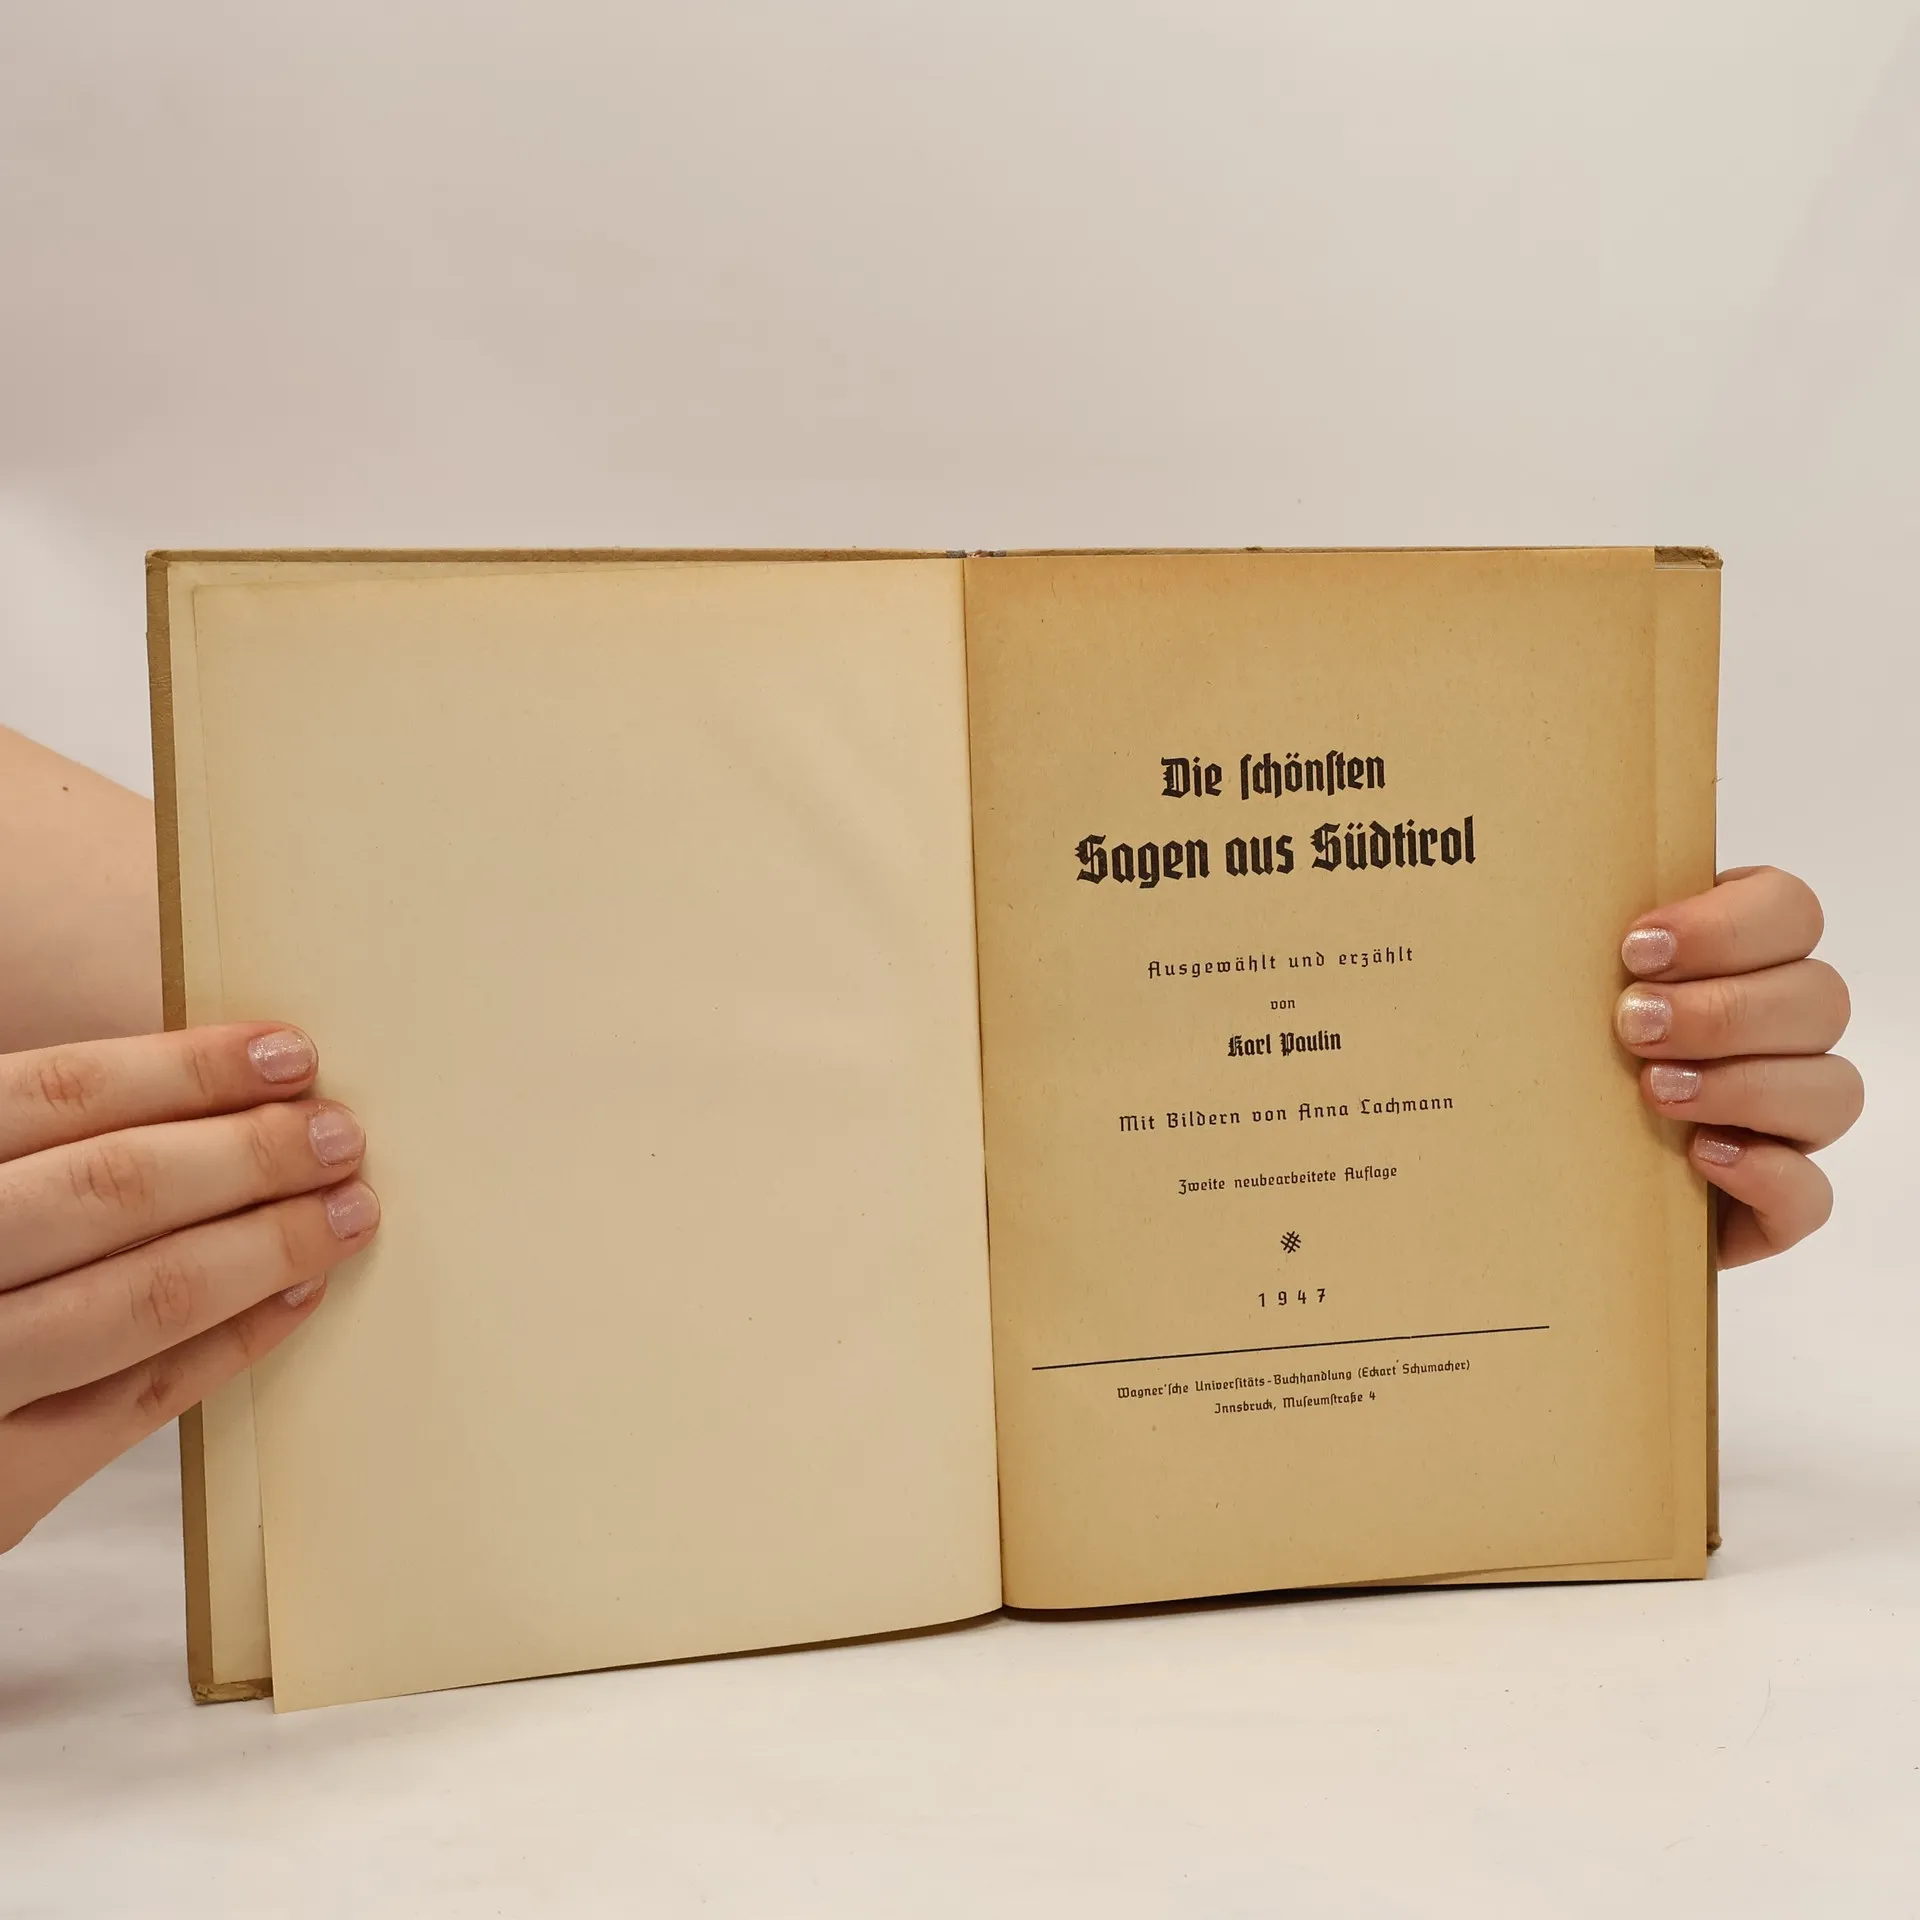 Die ſchönſten
Sagen aus Südtirol
Ausgewählt und erzählt
von
Karl Paulin
Mit Bildern von Anna Lachmann
Zweite neubearbeitete Auflage
1947
Wagner'ſche Univerſitäts-Buchhandlung (Eckart Schumacher)
Innsbruck, Muſeumſtraße 4